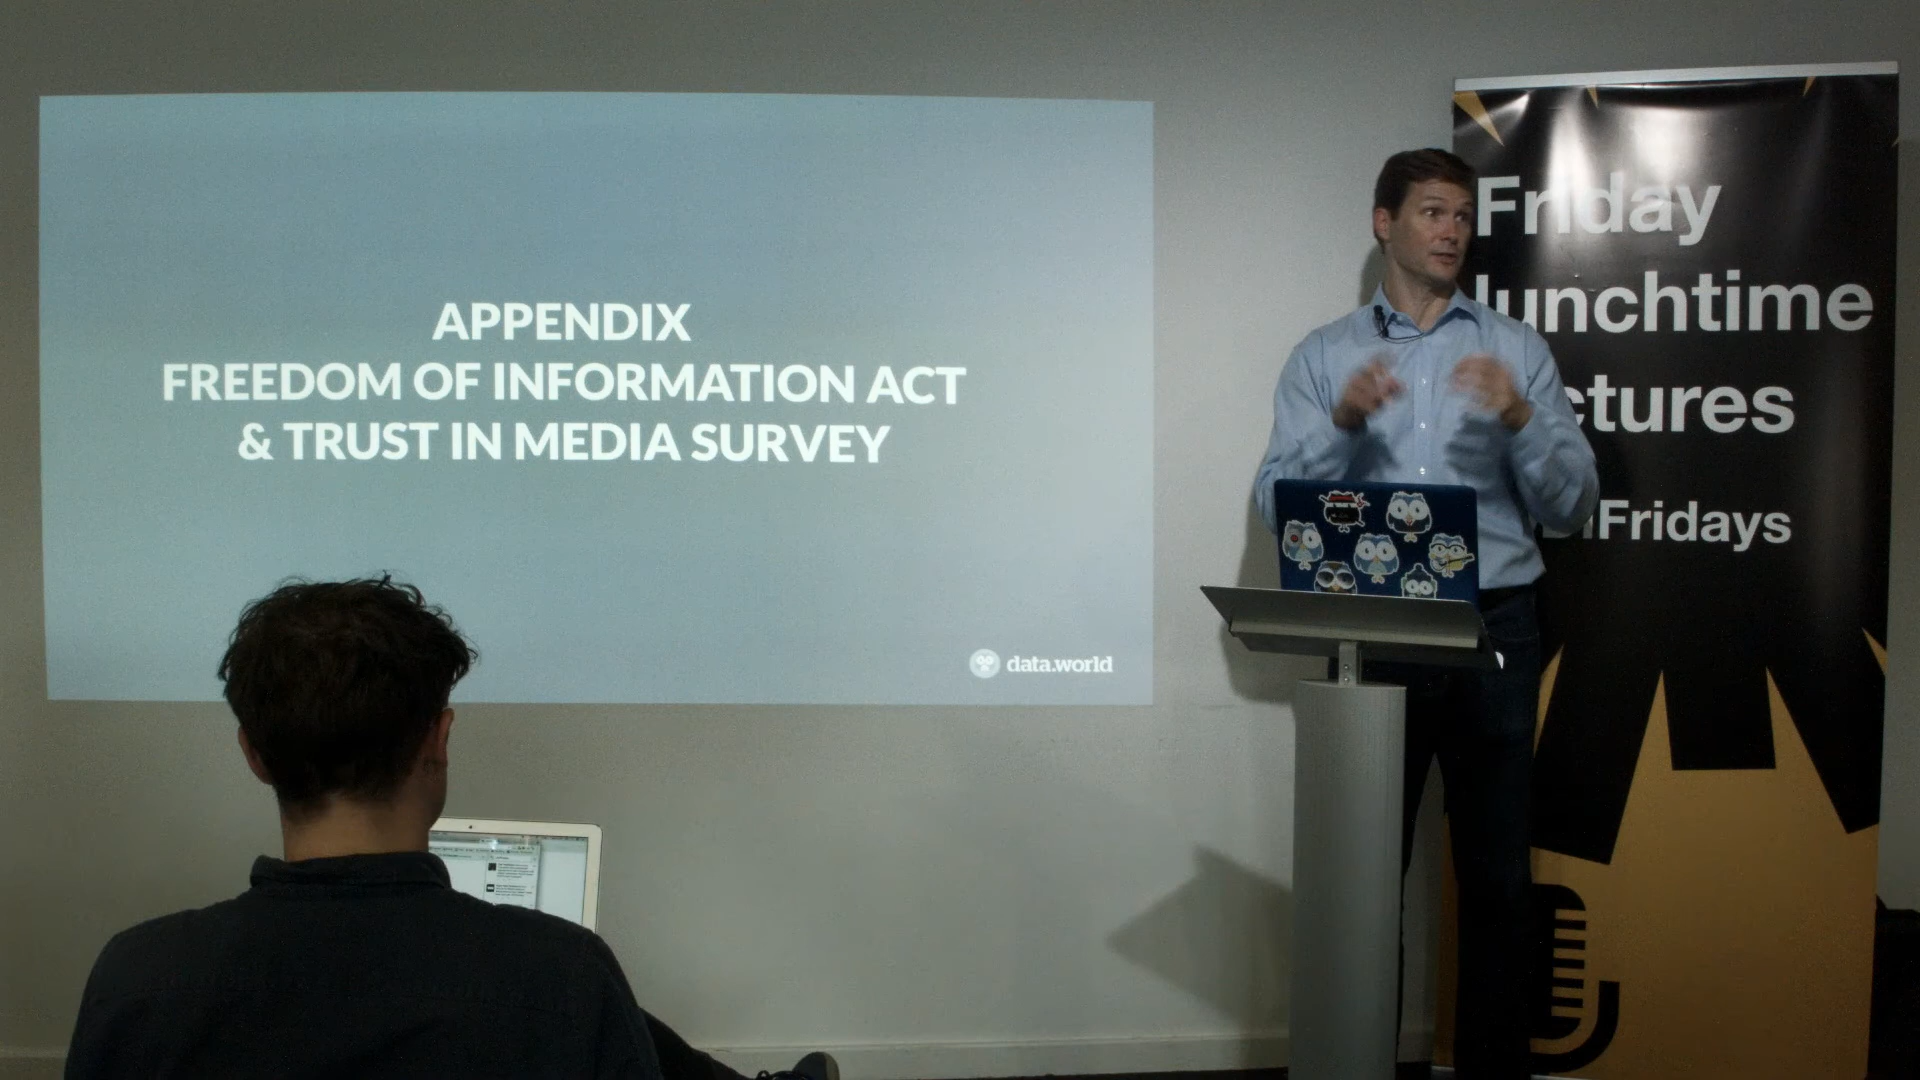 APPENDIX
FREEDOM OF INFORMATION ACT
& TRUST IN MEDIA SURVEY
data.world
Friday
lunchtime
ctures
Fridays